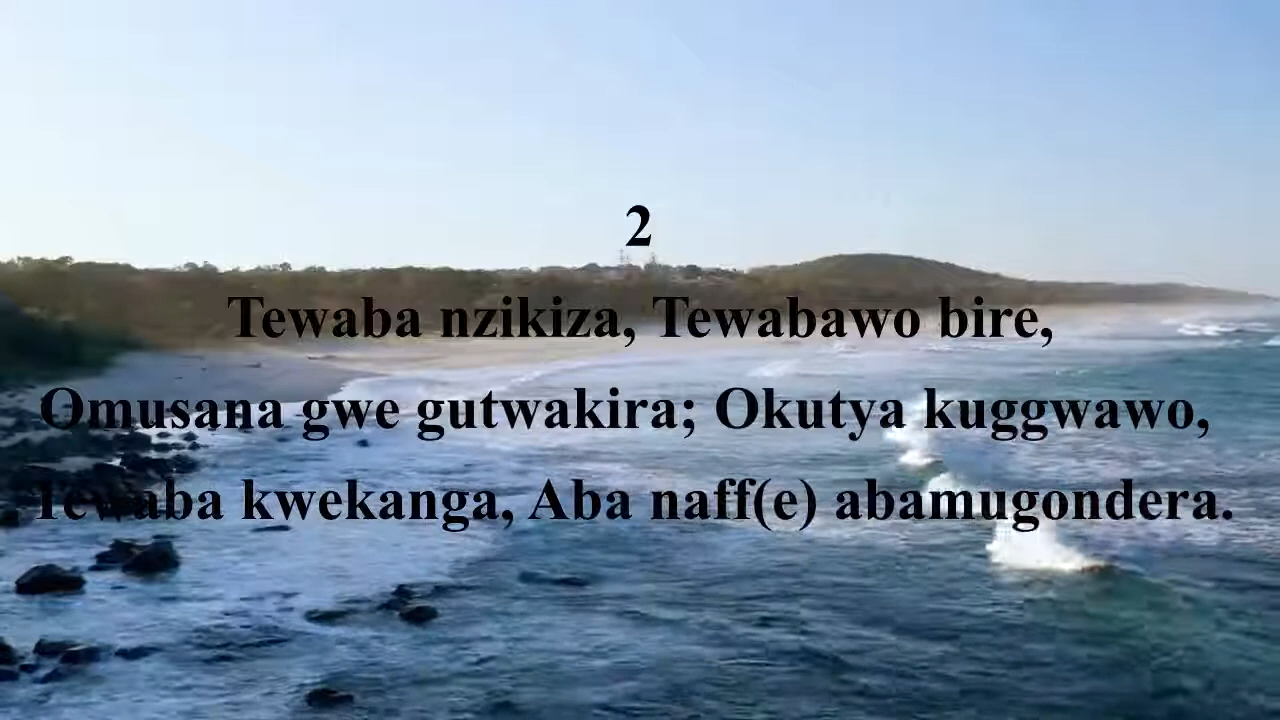 2
Tewaba nzikiza, Tewabawo bire,
Omusana gwe gutwakira; Okutya kuggwawo,
Tewaba kwekanga, Aba naff(e) abamugondera.